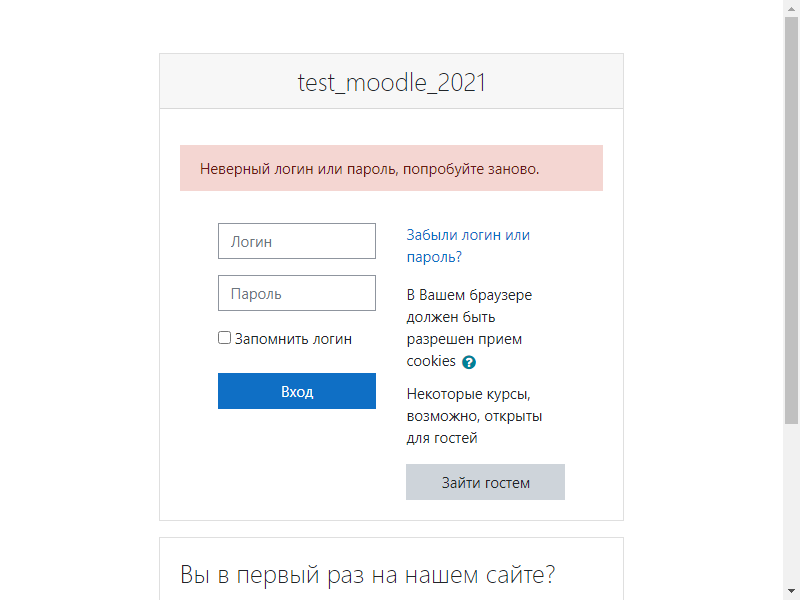 test_moodle_2021
Неверный логин или пароль, попробуйте заново.
Логин
Пароль
Запомнить логин
Вход
Забыли логин или
пароль?
В Вашем браузере
должен быть
разрешен прием
cookies ?
Некоторые курсы,
возможно, открыты
для гостей
Зайти гостем
Вы в первый раз на нашем сайте?